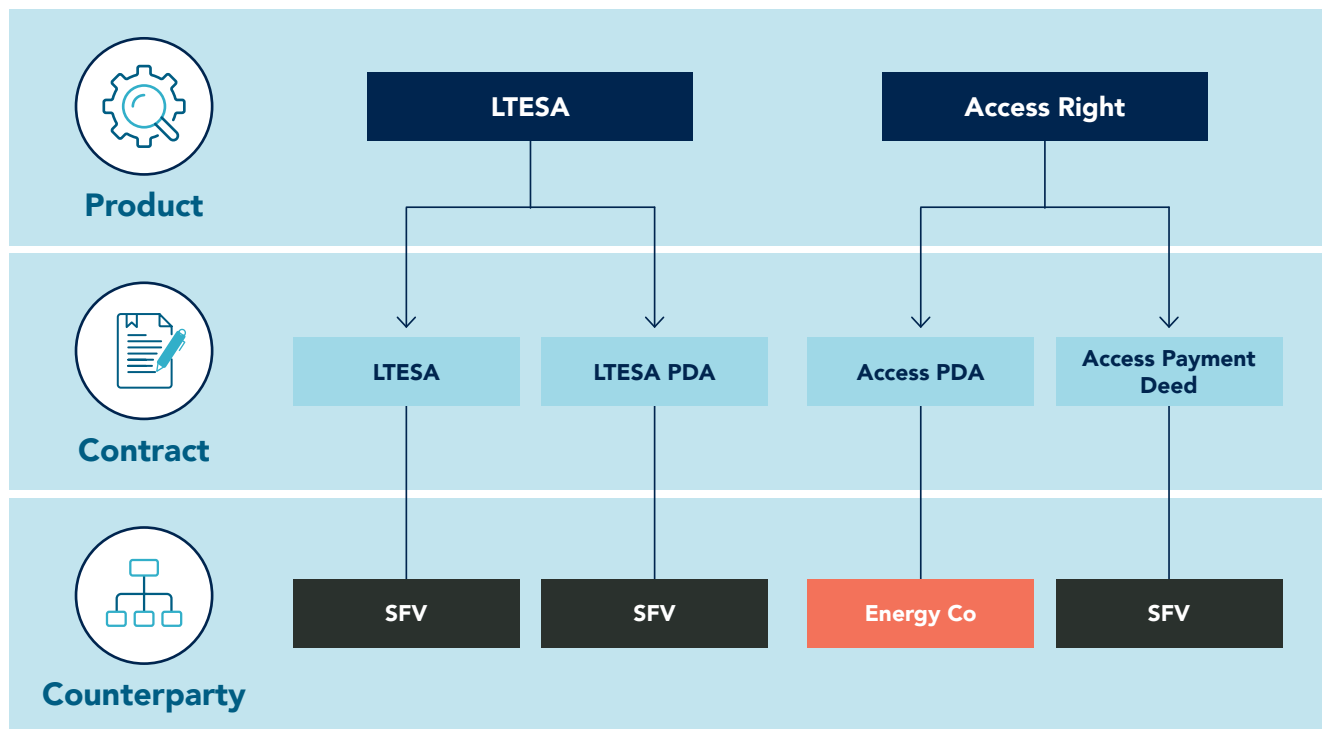 LTESA
Access Right
Product
LTESA
LTESA PDA
Access PDA
Access Payment
Deed
Contract
SFV
SFV
Energy Co
SFV
Counterparty